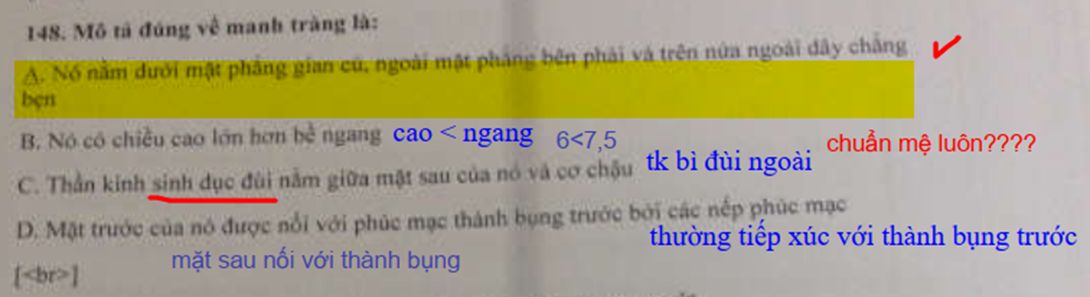 148. Mô tả đúng về manh tràng là:
A. Nó nằm dưới mặt phẳng gian củ, ngoài mặt phẳng bên phải và trên nửa ngoài dây chằng
bẹn
B. Nó có chiều cao lớn hơn bề ngang cao < ngang 6<7,5
chuẩn mệ luôn????
C. Thần kinh sinh dục đùi nằm giữa mặt sau của nó và cơ chậu tk bì đùi ngoài
D. Mặt trước của nó được nối với phúc mạc thành bụng trước bởi các nếp phúc mạc
thường tiếp xúc với thành bụng trước
mặt sau nối với thành bụng
[<br>]